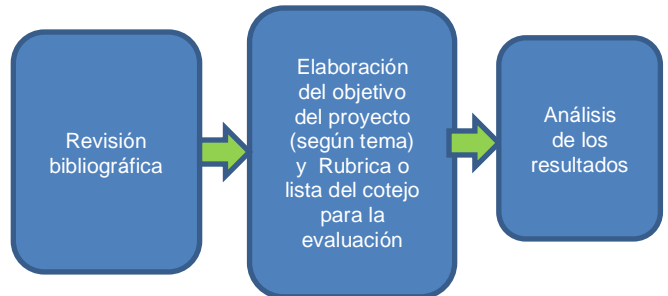 Revisión
bibliográfica
Elaboración
del objetivo
del proyecto
(según tema)
y Rubrica o
lista del cotejo
para la
evaluación
Análisis
de los
resultados